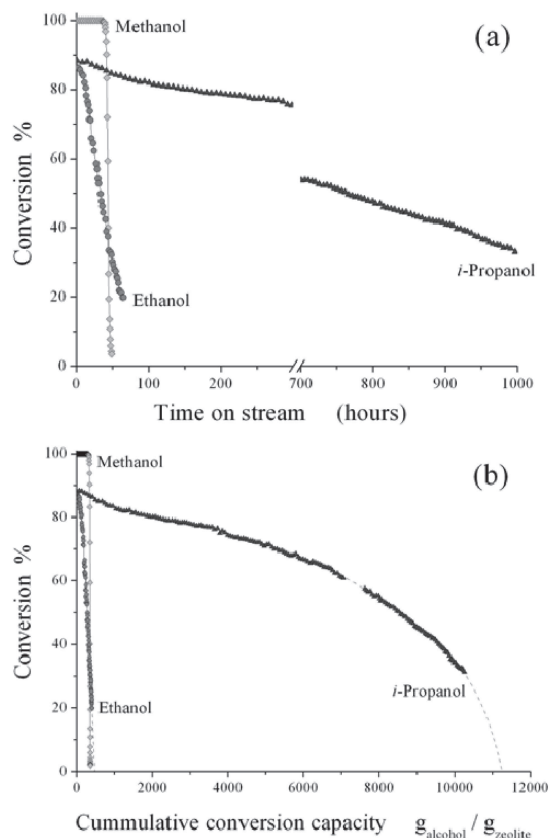 (a)
Methanol
Ethanol
i-Propanol
Conversion %
100
80
60
40
20
0
0 100 200 700 800 900 1000
Time on stream (hours)
(b)
Methanol
Ethanol
i-Propanol
Conversion %
100
80
60
40
20
0
0 2000 4000 6000 8000 10000 12000
Cummulative conversion capacity g alcohol / g zeolite